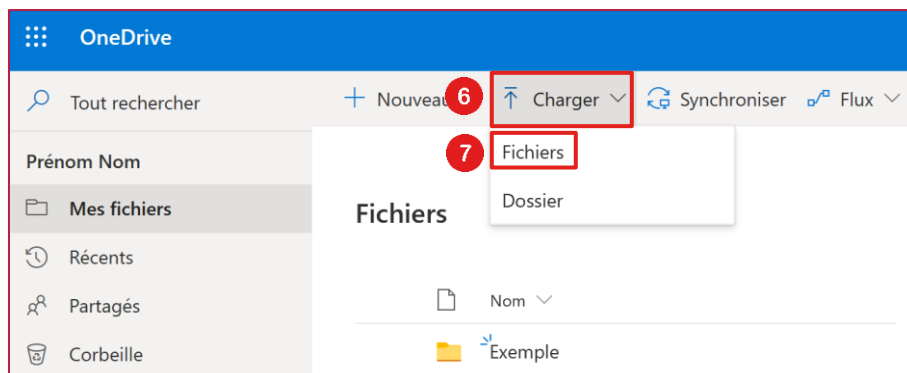 OneDrive
Tout rechercher
Nouveau 6 Charger Synchroniser Flux
Prénom Nom
7 Fichiers
Mes fichiers
Dossier
Fichiers
Récents
Nom
Partagés
Exemple
Corbeille